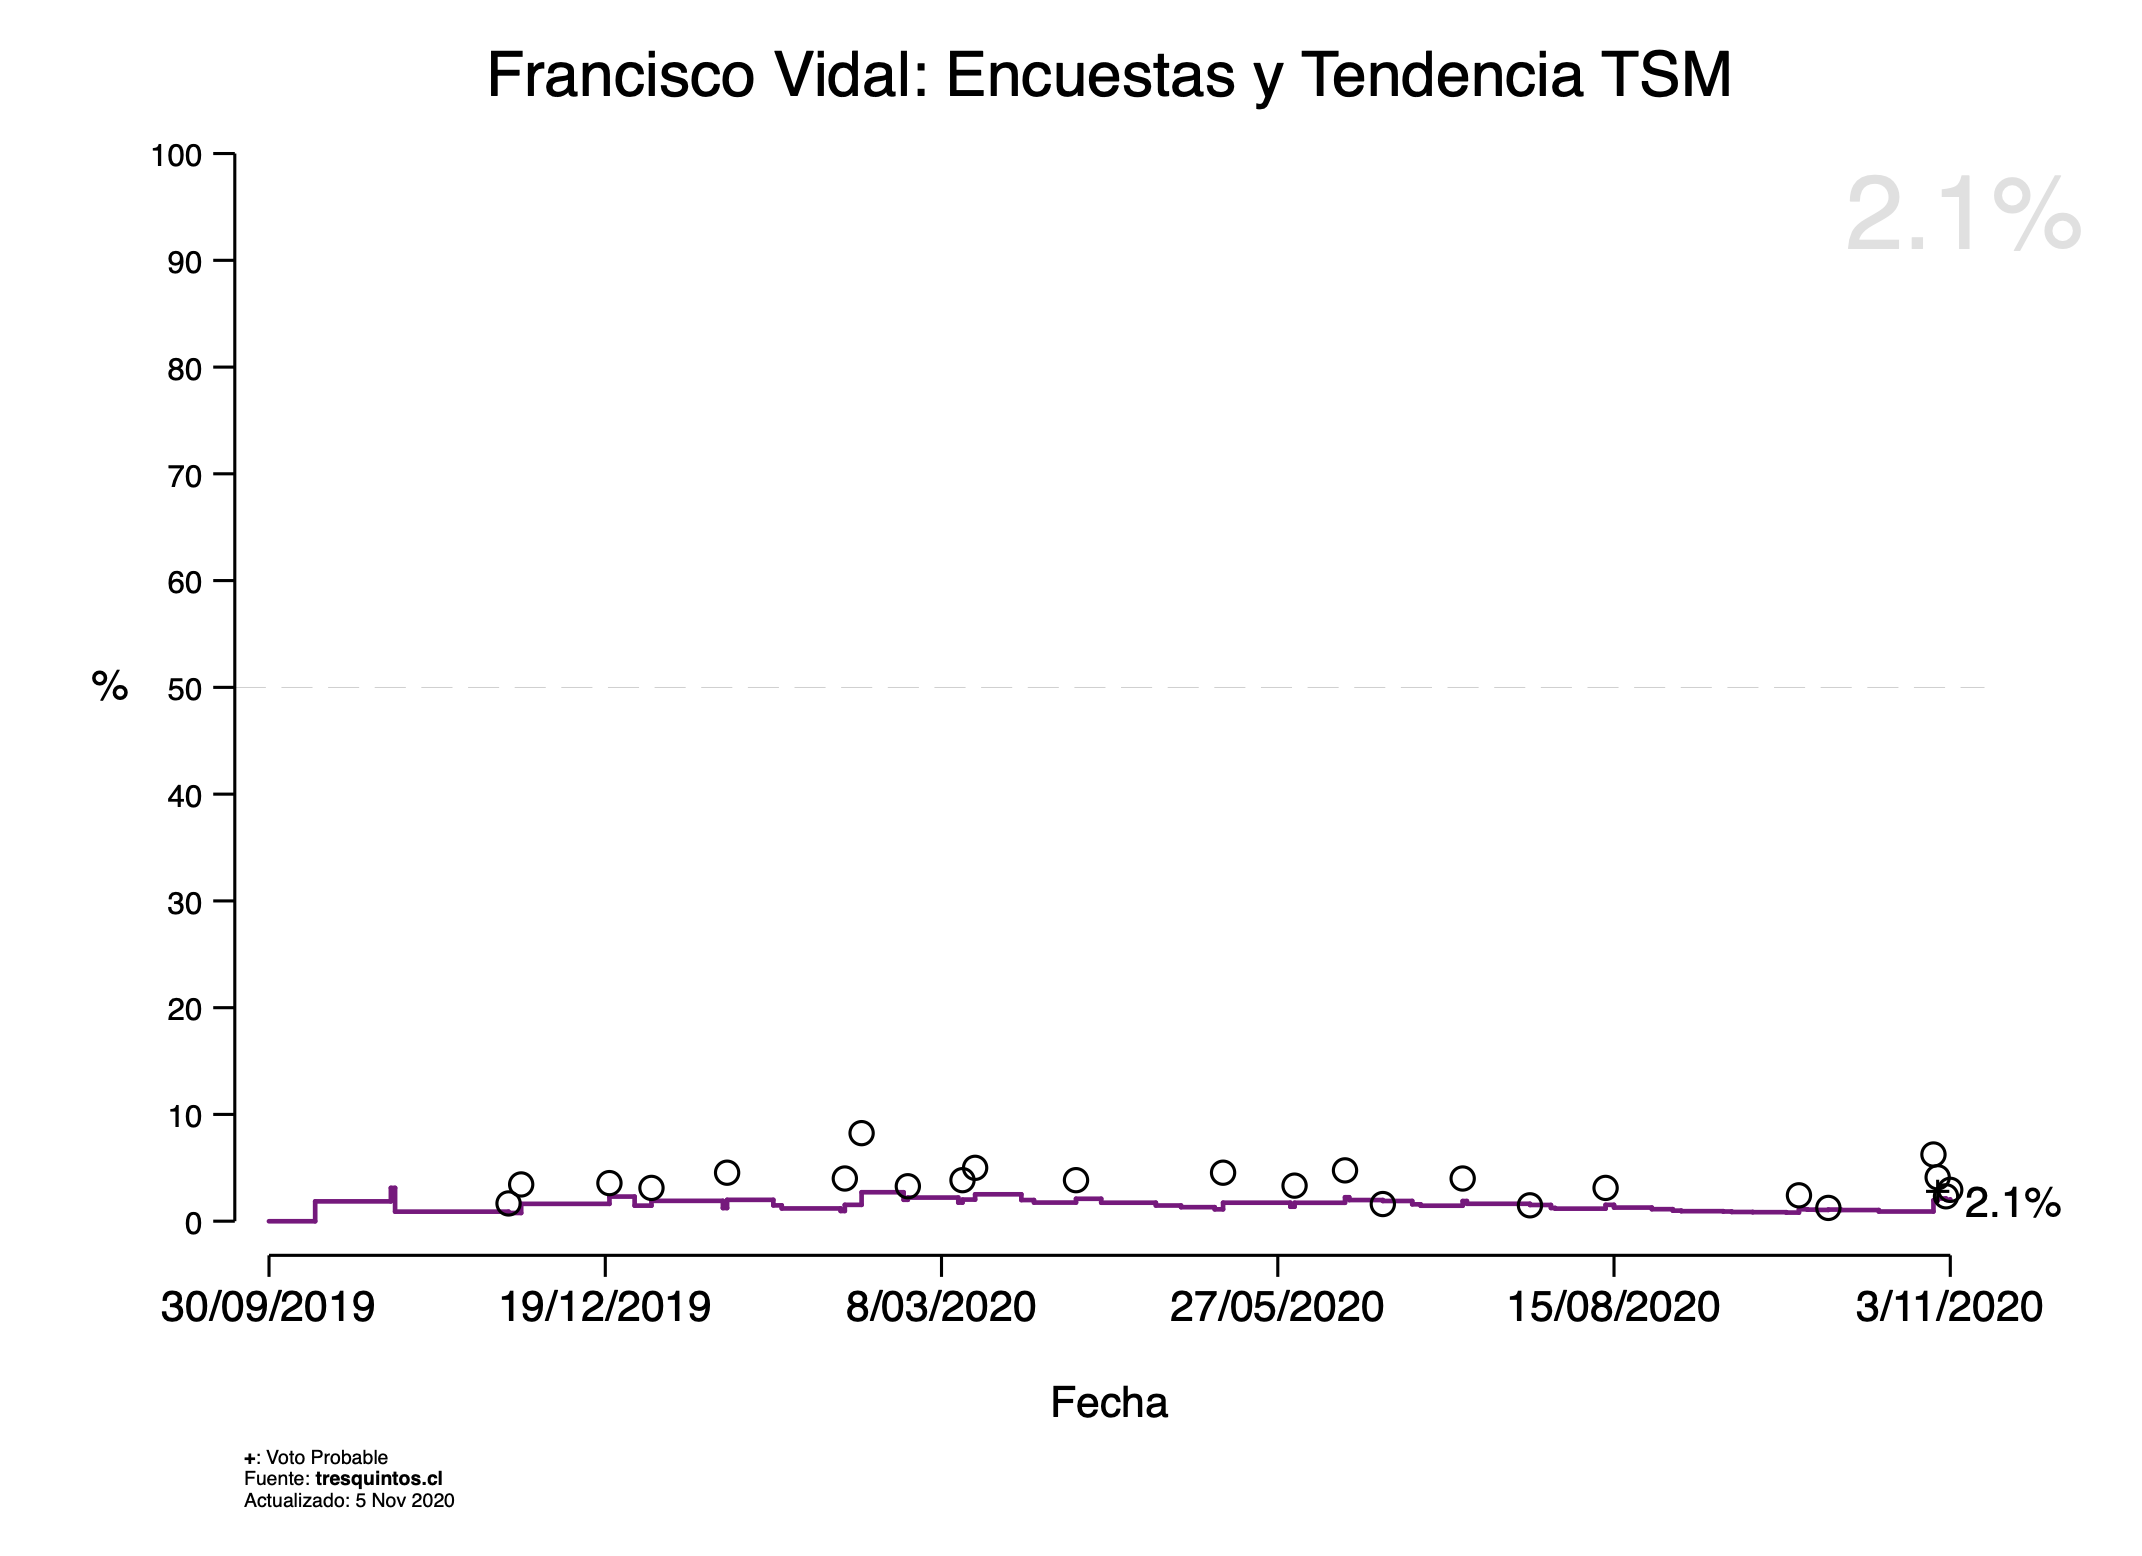 Francisco Vidal: Encuestas y Tendencia TSM
2.1%
100
90
80
70
60
50
40
30
20
10
0
%
2.1%
30/09/2019 19/12/2019 8/03/2020 27/05/2020 15/08/2020 3/11/2020
Fecha
+: Voto Probable
Fuente: tresquintos.cl
Actualizado: 5 Nov 2020